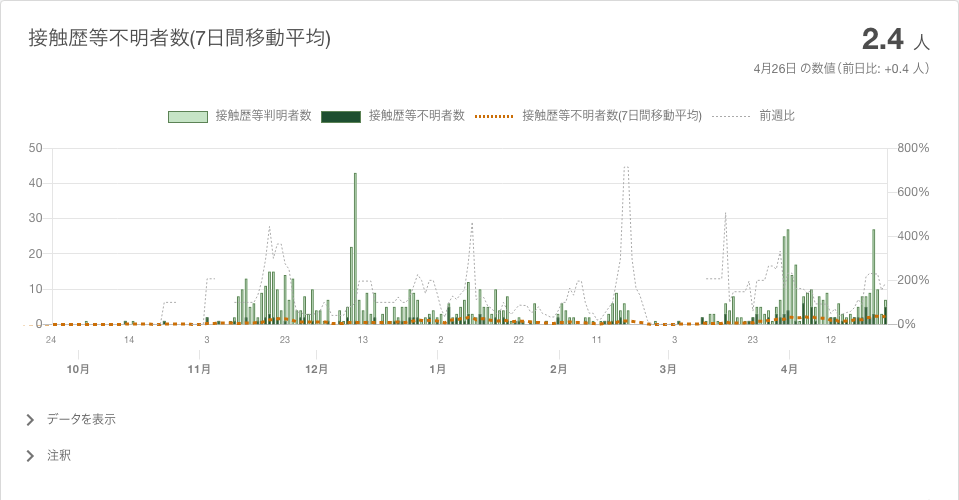 接触歴等不明者数(7日間移動平均)
2.4 人
4月26日 の数値（前日比: +0.4 人）
接触歴等判明者数 接触歴等不明者数 接触歴等不明者数(7日間移動平均) 前週比
50 800%
40 600%
30 400%
20
10 200%
0 0%
24 14 3 23 13 2 22 11 3 23 12
10月 11月 12月 1月 2月 3月 4月
データを表示
注釈